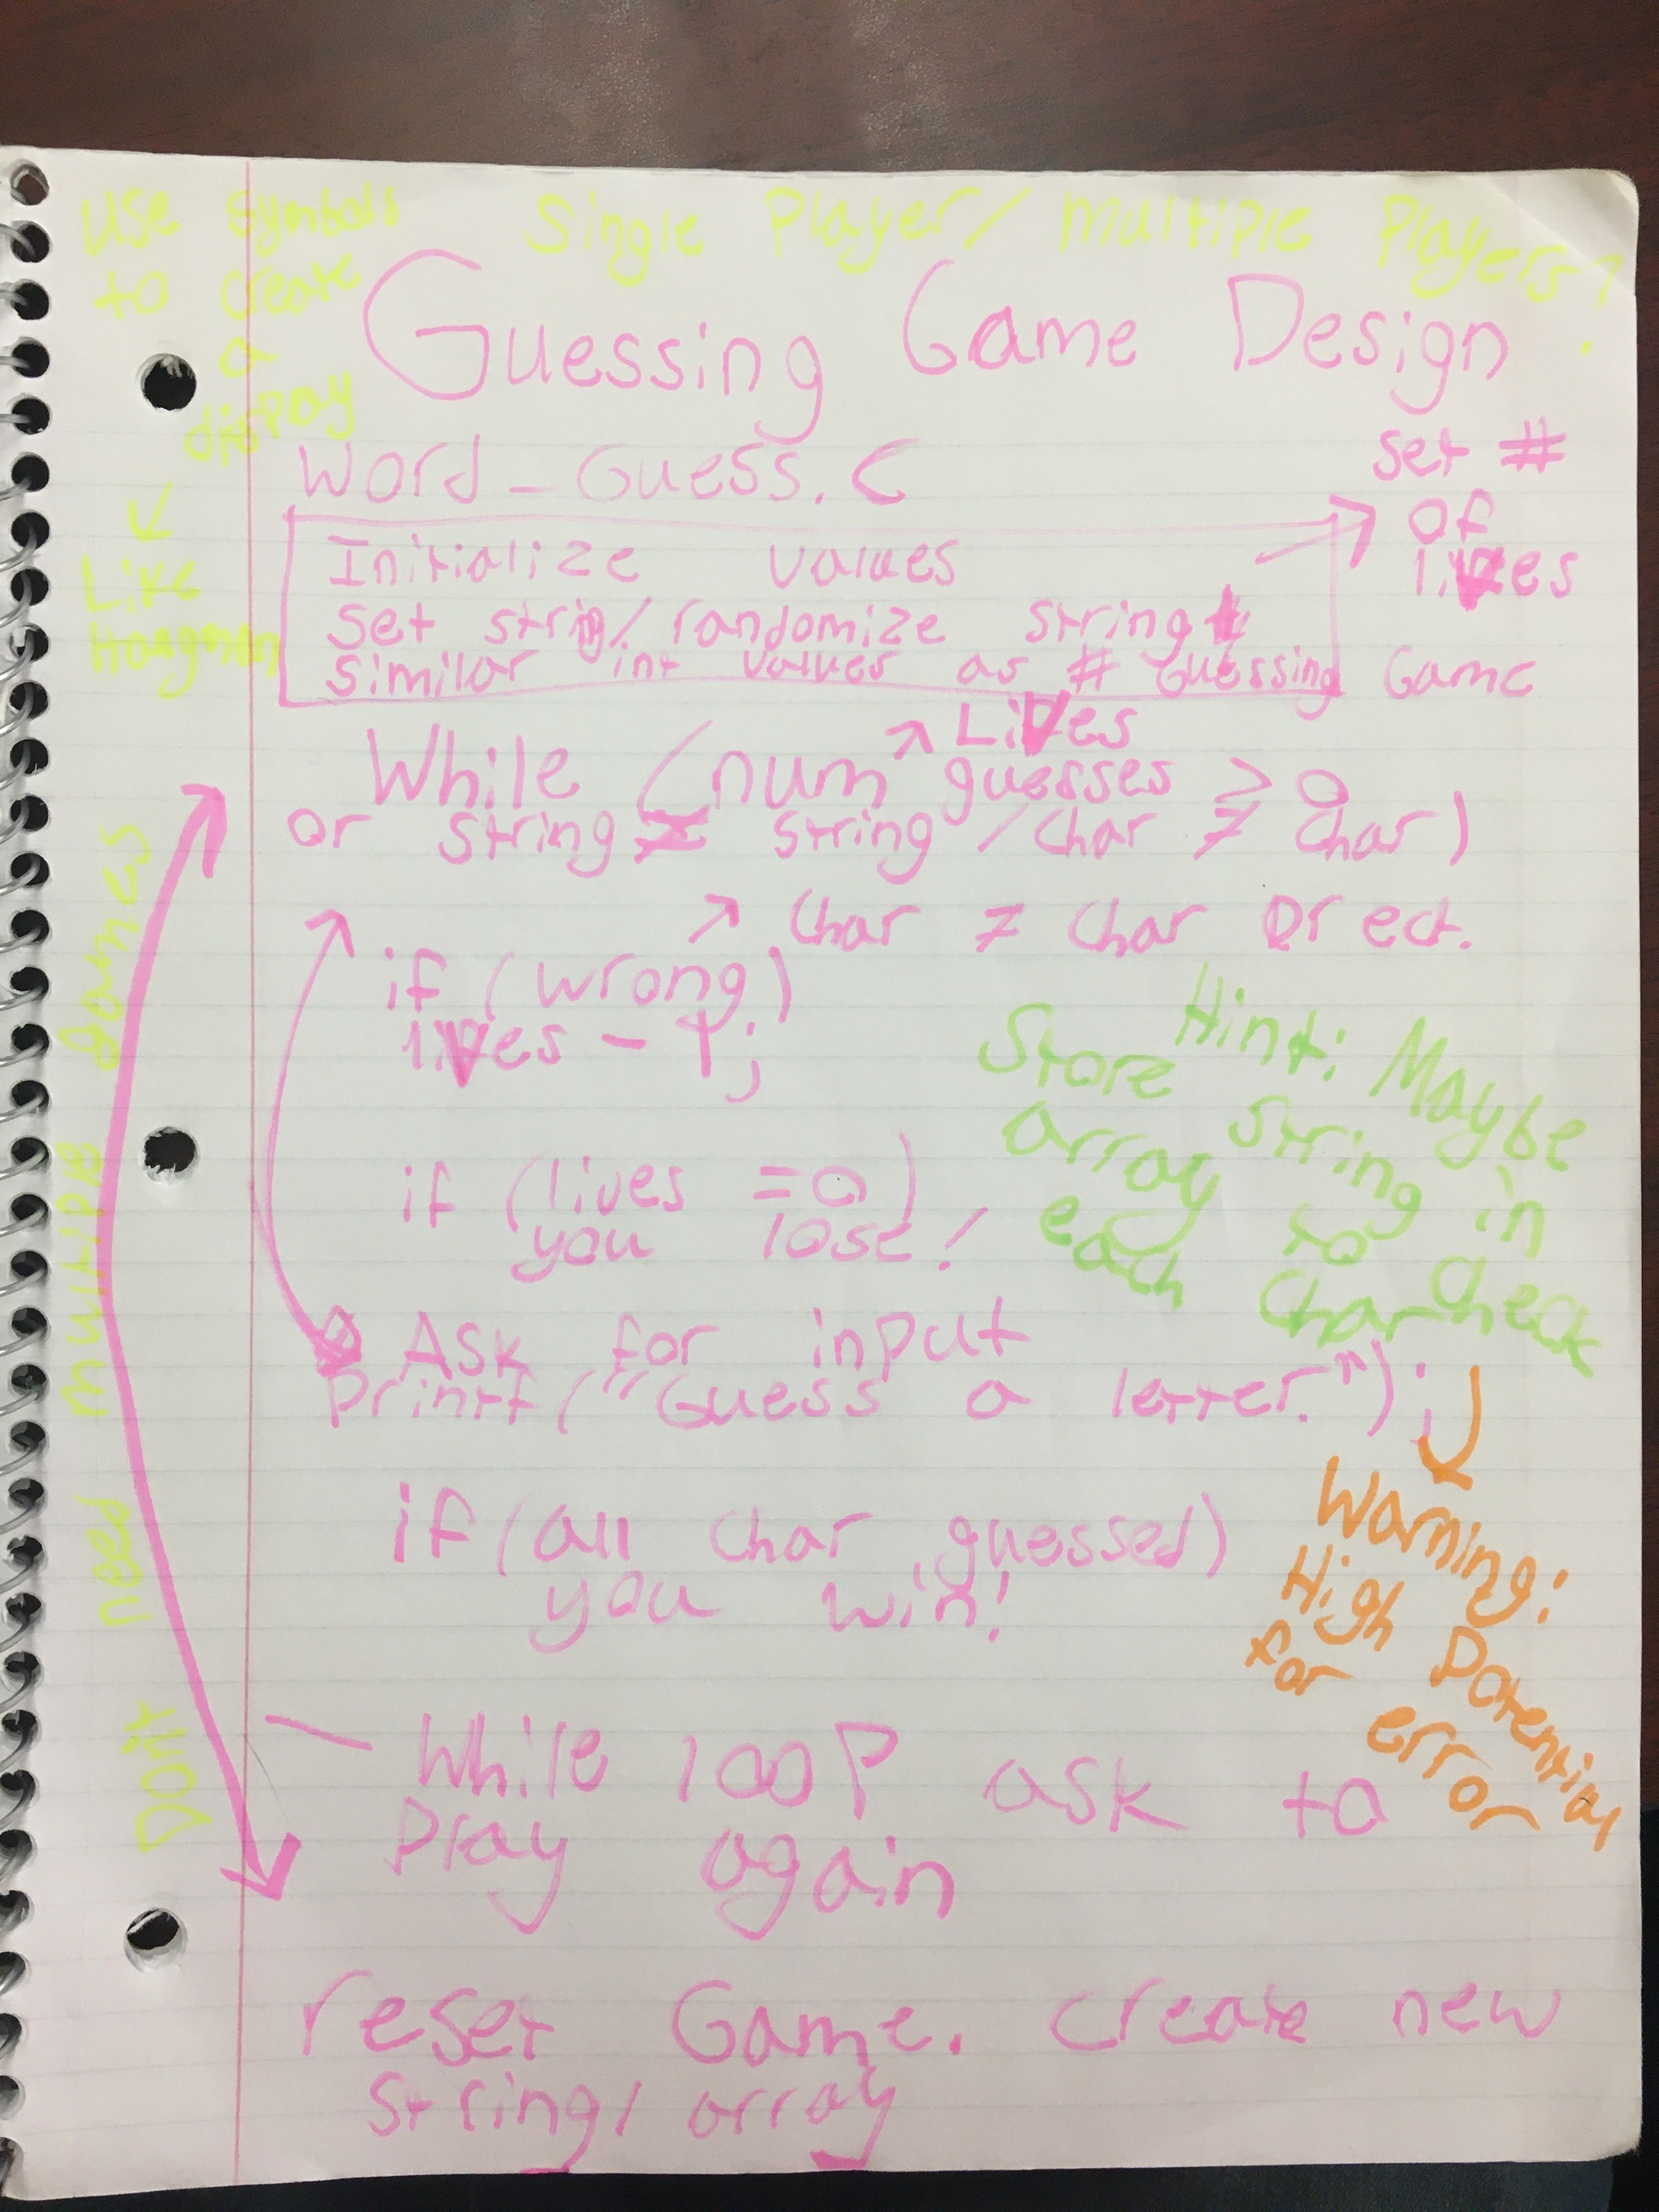 Use Symbols
to create
a
display
↓
Like
Hangman
Single Player/Multiple Players?
Guessing Game Design
Word_Guess.C
set #
of
lives
Initialize values
Set string/randomize string
Similar int values as # Guessing Game
↗ Lives
While (num guesses > 0
or string ≠ string / char ≠ char)
↗ Char ≠ Char Direct.
if (wrong)
lives - 1;
Hint: Maybe
Store string in
array to check
each char
if (lives = 0)
you lose!
Ask for input
printf("Guess a letter.");
Warning:
High Potential
for error
if (all char guessed)
you win!
While loop ask to
Play again
Don't need multiple games
reset Game. Create new
string/array